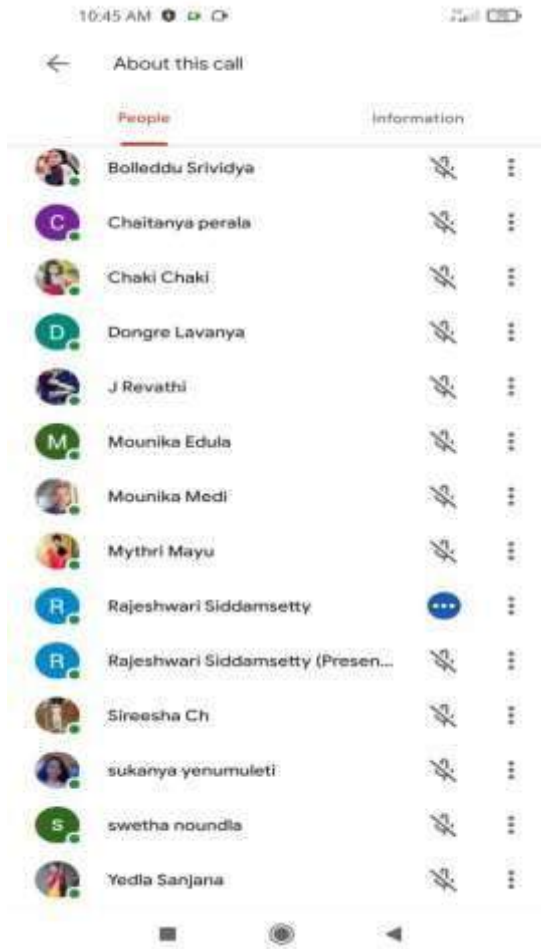 10:45 AM
About this call
People
Information
Bolleddu Srividya
C
Chaitanya perala
Chaki Chaki
D
Dongre Lavanya
J Revathi
M
Mounika Edula
Mounika Medi
Mythri Mayu
R
Rajeshwari Siddamsetty
R
Rajeshwari Siddamsetty (Presen...
Sireesha Ch
sukanya yenumuleti
s
swetha noundla
Yedla Sanjana